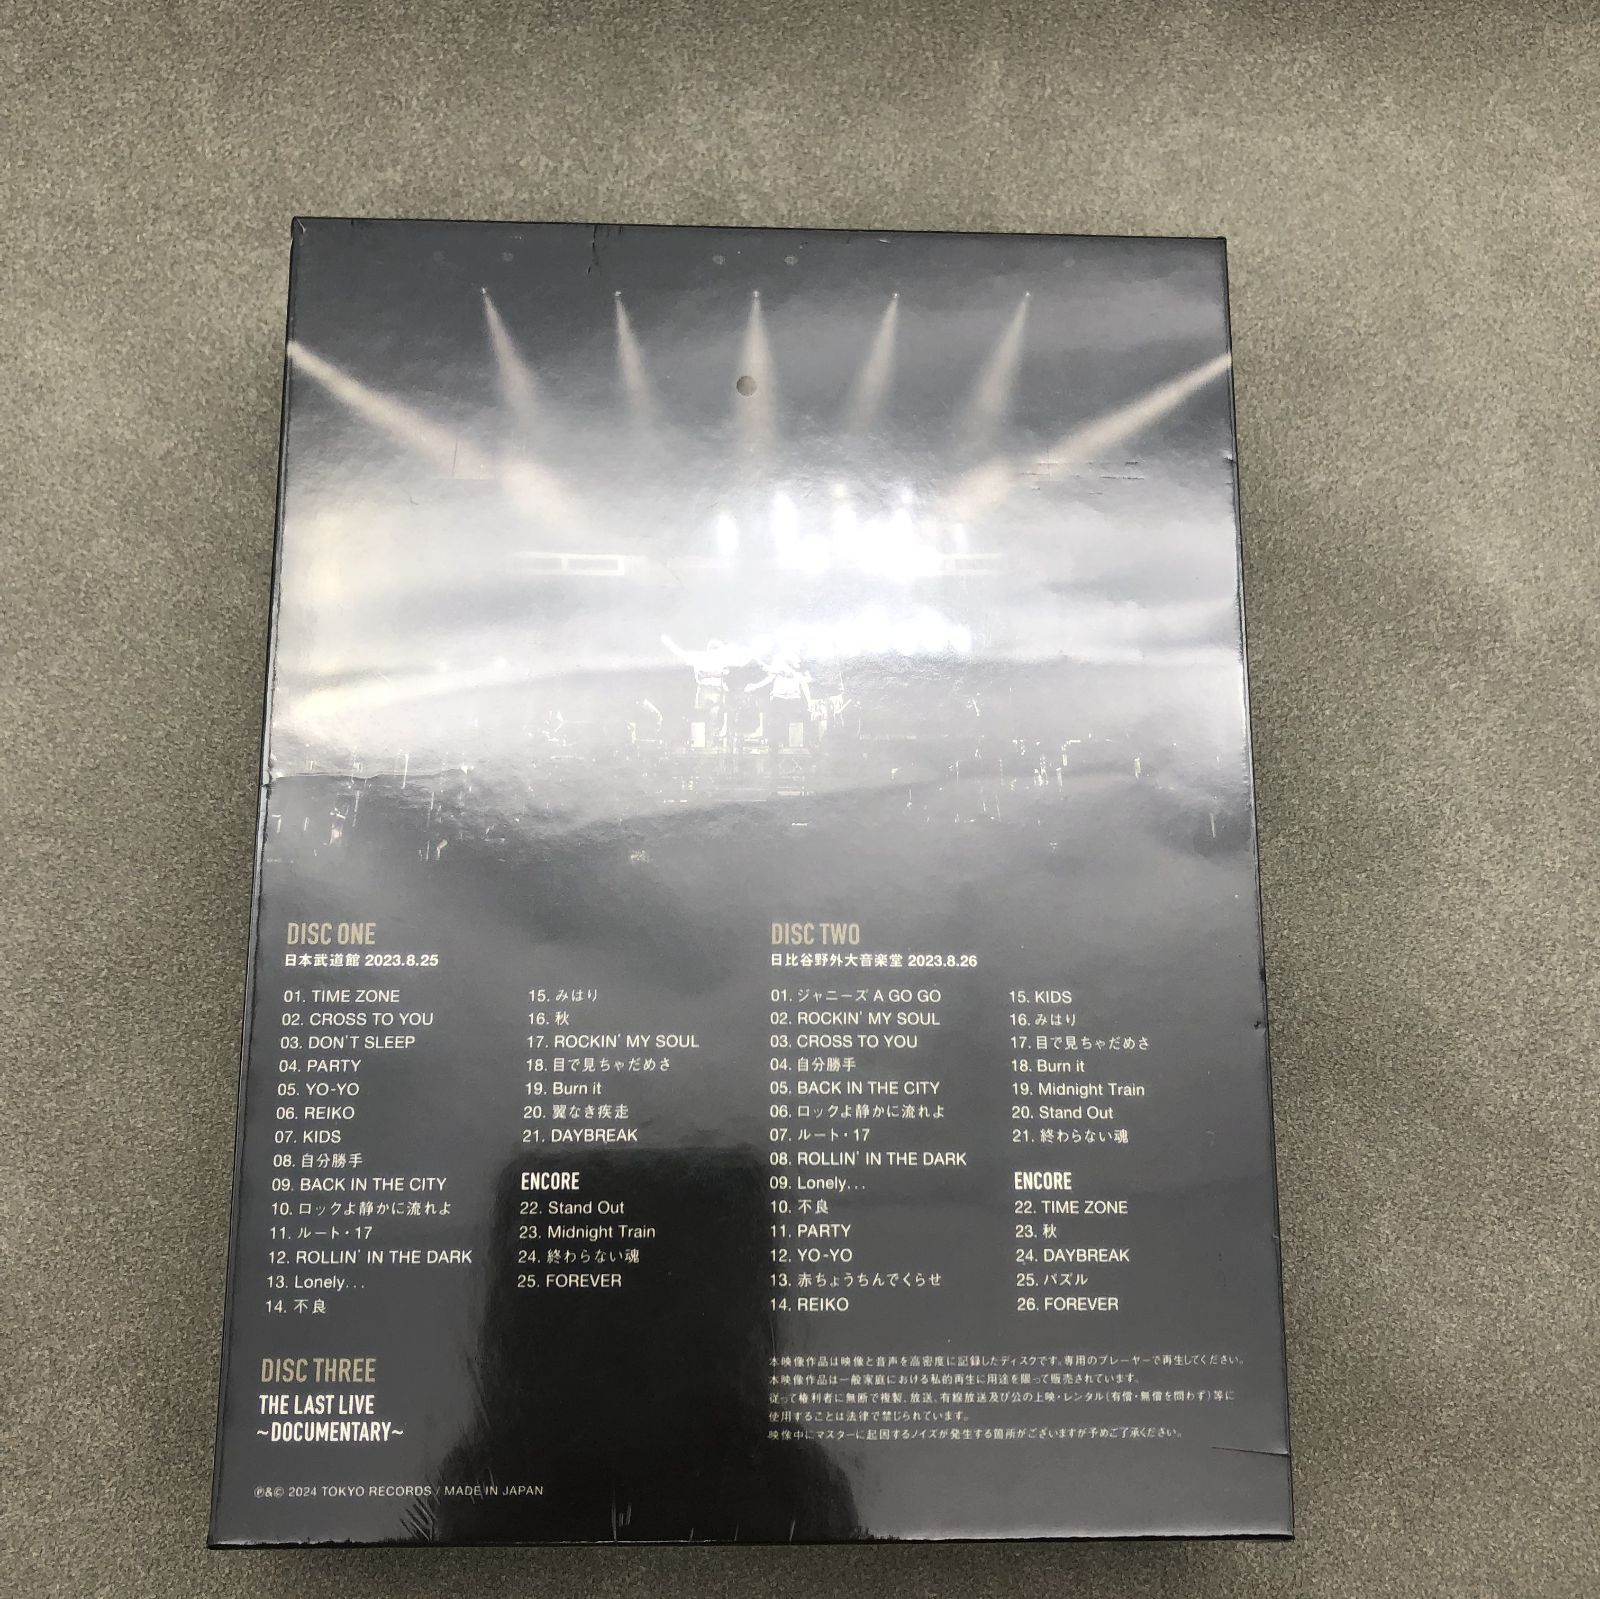 DISC ONE
日本武道館 2023.8.25
01. TIME ZONE
02. CROSS TO YOU
03. DON'T SLEEP
04. PARTY
05. YO-YO
06. REIKO
07. KIDS
08. 自分勝手
09. BACK IN THE CITY
10. ロックよ静かに流れよ
11. ルート・17
12. ROLLIN' IN THE DARK
13. Lonely...
14. 不良
15. みはり
16. 秋
17. ROCKIN' MY SOUL
18. 目で見ちゃだめさ
19. Burn it
20. 翼なき疾走
21. DAYBREAK
ENCORE
22. Stand Out
23. Midnight Train
24. 終わらない魂
25. FOREVER
DISC TWO
日比谷野外大音楽堂 2023.8.26
01. ジャニーズ A GO GO
02. ROCKIN' MY SOUL
03. CROSS TO YOU
04. 自分勝手
05. BACK IN THE CITY
06. ロックよ静かに流れよ
07. ルート・17
08. ROLLIN' IN THE DARK
09. Lonely...
10. 不良
11. PARTY
12. YO-YO
13. 赤ちょうちんでくらせ
14. REIKO
15. KIDS
16. みはり
17. 目で見ちゃだめさ
18. Burn it
19. Midnight Train
20. Stand Out
21. 終わらない魂
ENCORE
22. TIME ZONE
23. 秋
24. DAYBREAK
25. パズル
26. FOREVER
DISC THREE
THE LAST LIVE
~DOCUMENTARY~
本映像作品は映像と音声を高密度に記録したディスクです。専用のプレーヤーで再生してください。
本映像作品は一般家庭における私的再生に用途を限って販売されています。
従って権利者に無断で複製、放送、有線放送及び公の上映・レンタル(有償・無償を問わず)等に
使用することは法律で禁じられています。
映像中にマスターに起因するノイズが発生する箇所がございますが予めご了承ください。
℗&© 2024 TOKYO RECORDS / MADE IN JAPAN